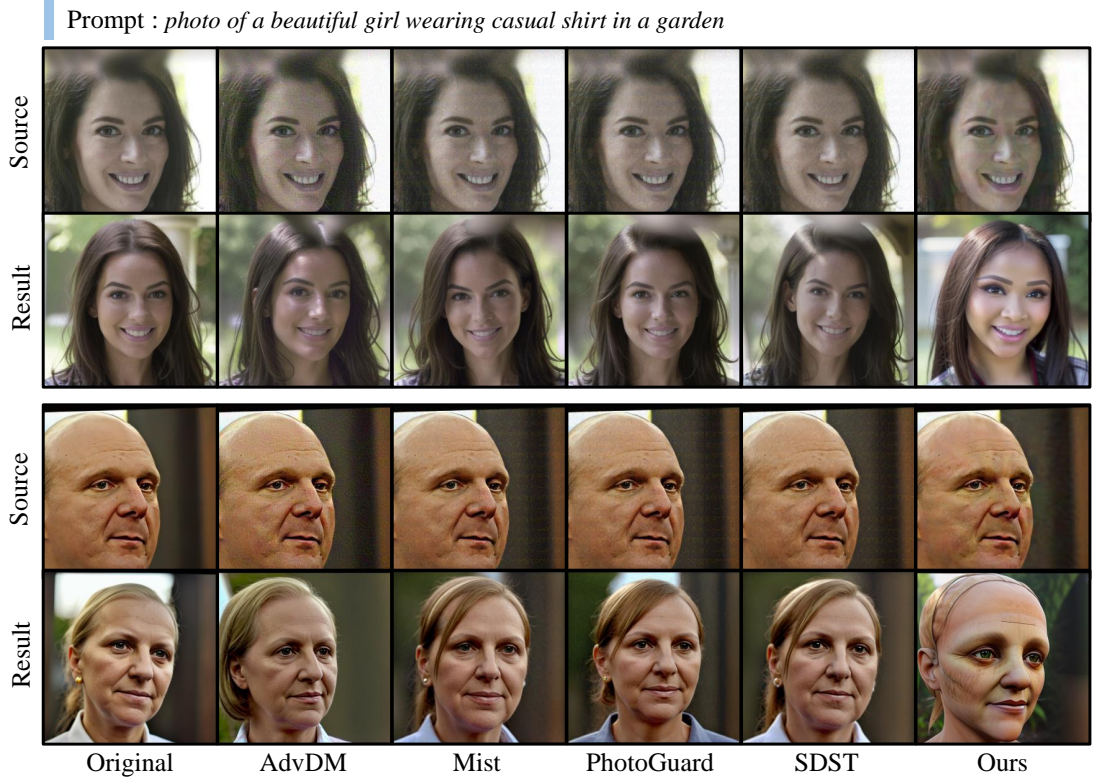 Prompt : photo of a beautiful girl wearing casual shirt in a garden
Source
Result
Source
Result
Original AdvDM Mist PhotoGuard SDST Ours